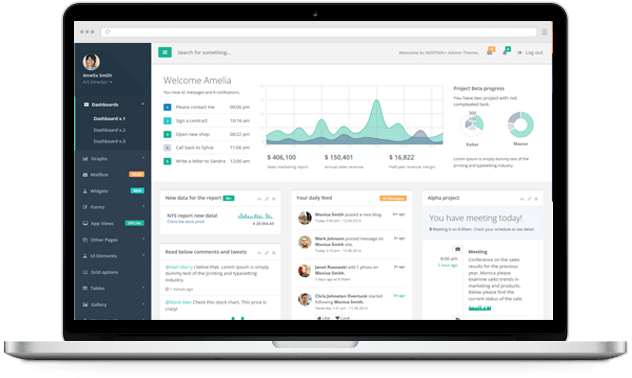 Search for something...
Welcome to INSPINIA+ Admin Theme.
Log out
Amelia Smith
Art Director
Dashboards
Dashboard v.1
Dashboard v.2
Dashboard v.3
Graphs
Mailbox
Widgets
NEW
Forms
App Views
SPECIAL
Other Pages
UI Elements
Grid options
Tables
Gallery
Welcome Amelia
You have 42 messages and 6 notifications.
Please contact me 09:00 pm
Sign a contract 10:16 am
Open new shop 08:22 pm
Call back to Sylvia 11:06 pm
Write a letter to Sandra 12:00 am
$ 406,100
Sales marketing report
$ 150,401
Annual sales revenue
$ 16,822
Half-year revenue margin
Project Beta progress
You have two project with not
compleated task.
Kolter
Maxtor
Lorem Ipsum is simply dummy
text of the printing and
typesetting industry.
New data for the report
NYS report new data!
Check the stock price!
$ 28 004.40
Read below comments and tweets
I belive that. Lorem Ipsum is simply
dummy text of the printing and typesetting
industry.
1 minuts ago
Check this stock chart. This price is
crazy!
Your daily feed
Monica Smith posted a new blog.
5m ago
Mark Johnson posted message on
Monica Smith site.
2m ago
Janet Rosowski add 1 photo on
Monica Smith.
Chris Johnatan Overtunk started
following Monica Smith.
Like
Love
Alpha project
You have meeting today!
Meeting is on 6:00am. Check your schedule to see detail.
2 hours ago
Meeting
Conference on the sales
results for the previous
year. Monica please
examine sales trends in
marketing and products.
Below please find the
current status of the sale.